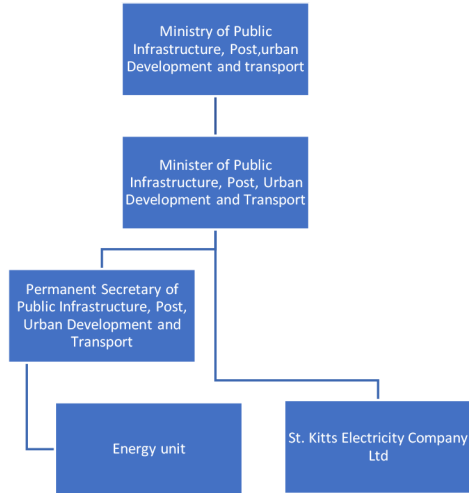 Ministry of Public
Infrastructure, Post,urban
Development and transport
Minister of Public
Infrastructure, Post, Urban
Development and Transport
Permanent Secretary of
Public Infrastructure, Post,
Urban Development and
Transport
Energy unit
St. Kitts Electricity Company
Ltd